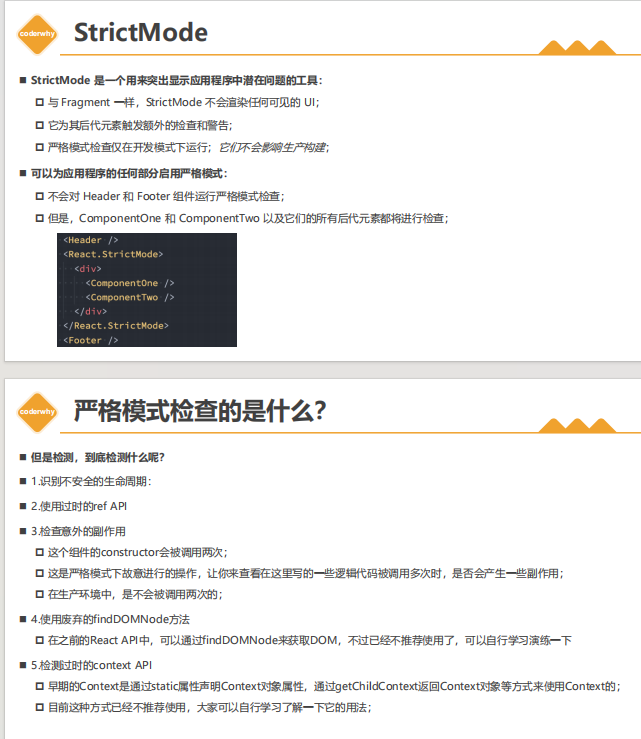 coderwhy
StrictMode
StrictMode 是一个用来突出显示应用程序中潜在问题的工具：
与 Fragment 一样，StrictMode 不会渲染任何可见的 UI；
它为其后代元素触发额外的检查和警告；
严格模式检查仅在开发模式下运行；它们不会影响生产构建；
可以为应用程序的任何部分启用严格模式：
不会对 Header 和 Footer 组件运行严格模式检查；
但是，ComponentOne 和 ComponentTwo 以及它们的所有后代元素都将进行检查；
<Header />
<React.StrictMode>
<div>
<ComponentOne />
<ComponentTwo />
</div>
</React.StrictMode>
<Footer />
coderwhy
严格模式检查的是什么？
但是检测，到底检测什么呢？
1.识别不安全的生命周期：
2.使用过时的ref API
3.检查意外的副作用
这个组件的constructor会被调用两次；
这是严格模式下故意进行的操作，让你来查看在这里写的一些逻辑代码被调用多次时，是否会产生一些副作用；
在生产环境中，是不会被调用两次的；
4.使用废弃的findDOMNode方法
在之前的React API中，可以通过findDOMNode来获取DOM，不过已经不推荐使用了，可以自行学习演练一下
5.检测过时的context API
早期的Context是通过static属性声明Context对象属性，通过getChildContext返回Context对象等方式来使用Context的；
目前这种方式已经不推荐使用，大家可以自行学习了解一下它的用法；